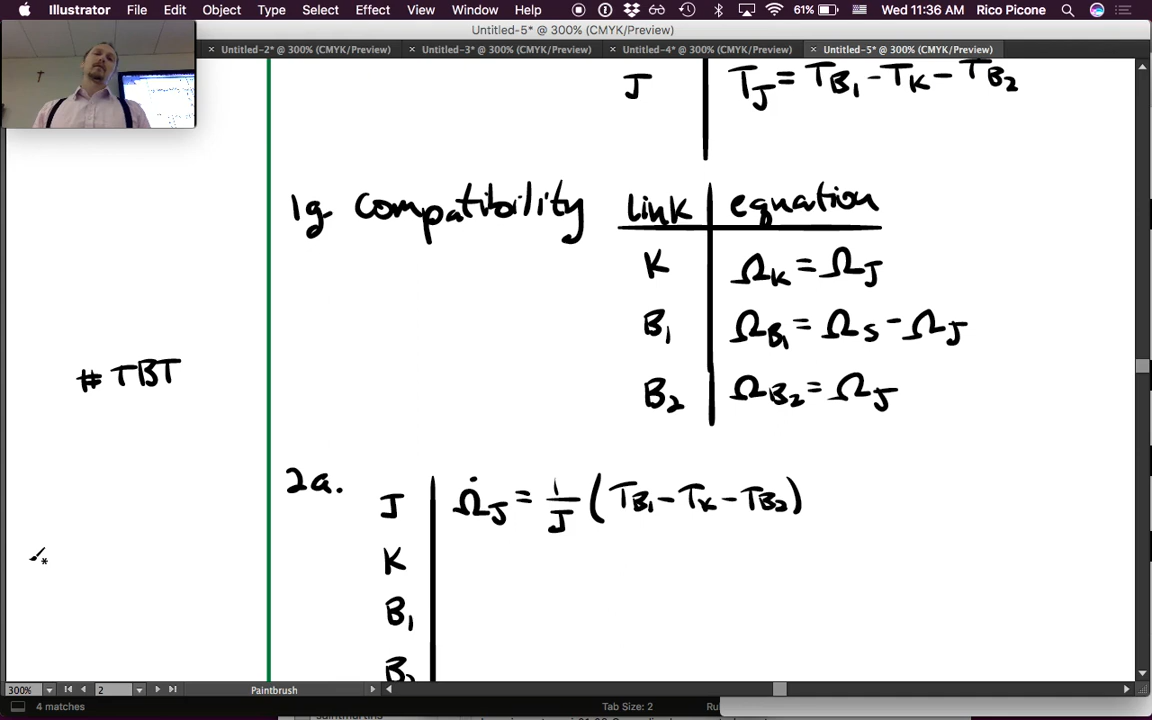 Illustrator File Edit Object Type Select Effect View Window Help 61% Wed 11:36 AM Rico Picone
Untitled-5* @ 300% (CMYK/Preview)
Untitled-2* @ 300% (CMYK/Preview) Untitled-3* @ 300% (CMYK/Preview) Untitled-4* @ 300% (CMYK/Preview) Untitled-5* @ 300% (CMYK/Preview)
J T_J = T_B₁ - T_K - T_B₂
1g. compatibility link equation
K Ω_K = Ω_J
B₁ Ω_B₁ = Ω_S - Ω_J
# TBT
B₂ Ω_B₂ = Ω_J
2a.
J Ω̇_J = 1/J (T_B₁ - T_K - T_B₂)
K
B₁
B₂
300% 2 Paintbrush
4 matches Tab Size: 2 Ru